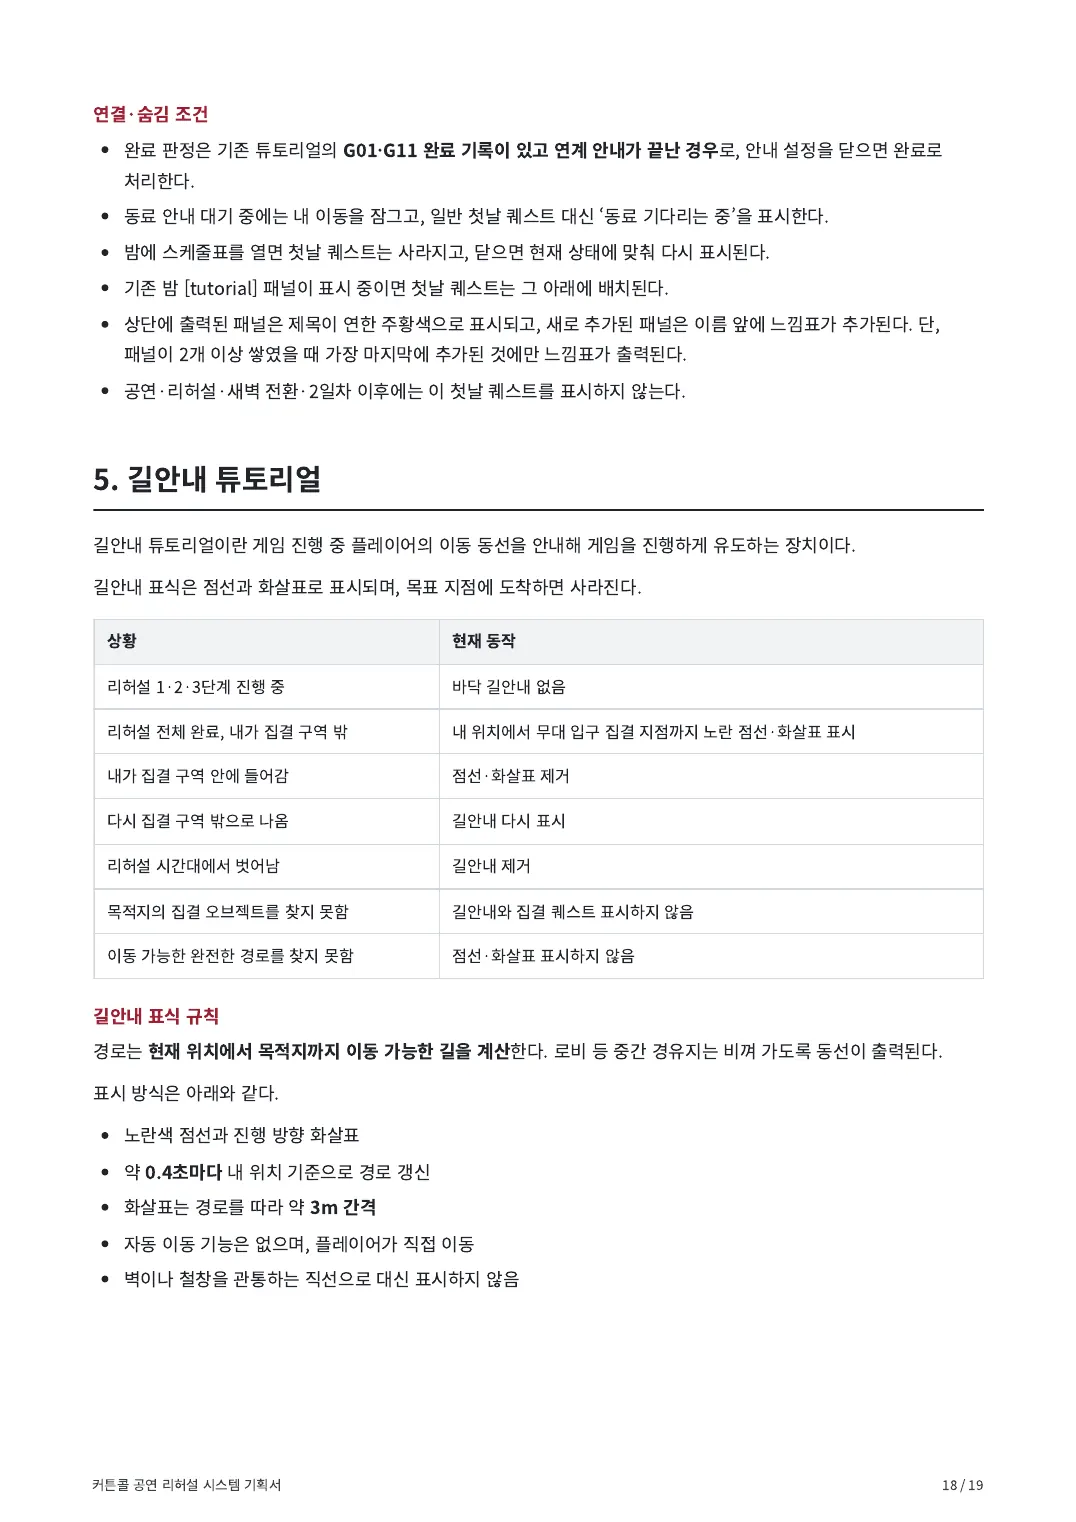 연결·숨김 조건
• 완료 판정은 기존 튜토리얼의 G01·G11 완료 기록이 있고 연계 안내가 끝난 경우로, 안내 설정을 닫으면 완료로
처리한다.
• 동료 안내 대기 중에는 내 이동을 잠그고, 일반 첫날 퀘스트 대신 ‘동료 기다리는 중’을 표시한다.
• 밤에 스케줄표를 열면 첫날 퀘스트는 사라지고, 닫으면 현재 상태에 맞춰 다시 표시된다.
• 기존 밤 [tutorial] 패널이 표시 중이면 첫날 퀘스트는 그 아래에 배치된다.
• 상단에 출력된 패널은 제목이 연한 주황색으로 표시되고, 새로 추가된 패널은 이름 앞에 느낌표가 추가된다. 단,
패널이 2개 이상 쌓였을 때 가장 마지막에 추가된 것에만 느낌표가 출력된다.
• 공연·리허설·새벽 전환·2일차 이후에는 이 첫날 퀘스트를 표시하지 않는다.
5. 길안내 튜토리얼
길안내 튜토리얼이란 게임 진행 중 플레이어의 이동 동선을 안내해 게임을 진행하게 유도하는 장치이다.
길안내 표식은 점선과 화살표로 표시되며, 목표 지점에 도착하면 사라진다.
상황 현재 동작
리허설 1·2·3단계 진행 중 바닥 길안내 없음
리허설 전체 완료, 내가 집결 구역 밖 내 위치에서 무대 입구 집결 지점까지 노란 점선·화살표 표시
내가 집결 구역 안에 들어감 점선·화살표 제거
다시 집결 구역 밖으로 나옴 길안내 다시 표시
리허설 시간대에서 벗어남 길안내 제거
목적지의 집결 오브젝트를 찾지 못함 길안내와 집결 퀘스트 표시하지 않음
이동 가능한 완전한 경로를 찾지 못함 점선·화살표 표시하지 않음
길안내 표식 규칙
경로는 현재 위치에서 목적지까지 이동 가능한 길을 계산한다. 로비 등 중간 경유지는 비껴 가도록 동선이 출력된다.
표시 방식은 아래와 같다.
• 노란색 점선과 진행 방향 화살표
• 약 0.4초마다 내 위치 기준으로 경로 갱신
• 화살표는 경로를 따라 약 3m 간격
• 자동 이동 기능은 없으며, 플레이어가 직접 이동
• 벽이나 철창을 관통하는 직선으로 대신 표시하지 않음
커튼콜 공연 리허설 시스템 기획서 18 / 19